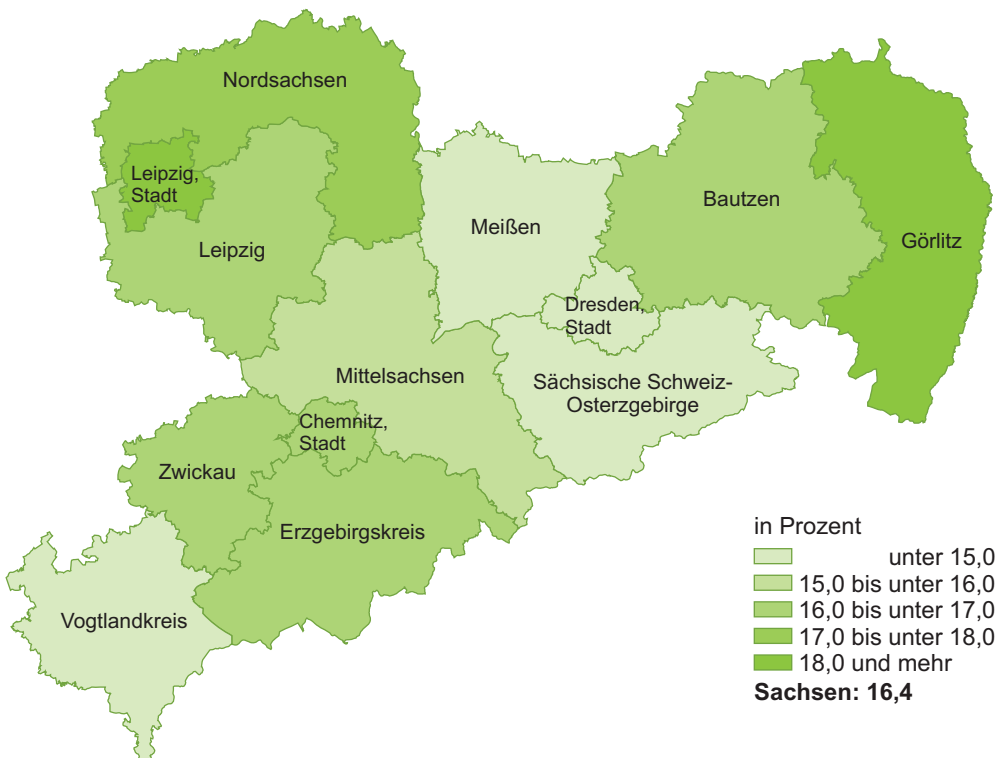 Nordsachsen
Leipzig,
Stadt
Leipzig
Meißen
Bautzen
Görlitz
Dresden,
Stadt
Mittelsachsen
Sächsische Schweiz-
Osterzgebirge
Chemnitz,
Stadt
Zwickau
Erzgebirgskreis
Vogtlandkreis
in Prozent
unter 15,0
15,0 bis unter 16,0
16,0 bis unter 17,0
17,0 bis unter 18,0
18,0 und mehr
Sachsen: 16,4